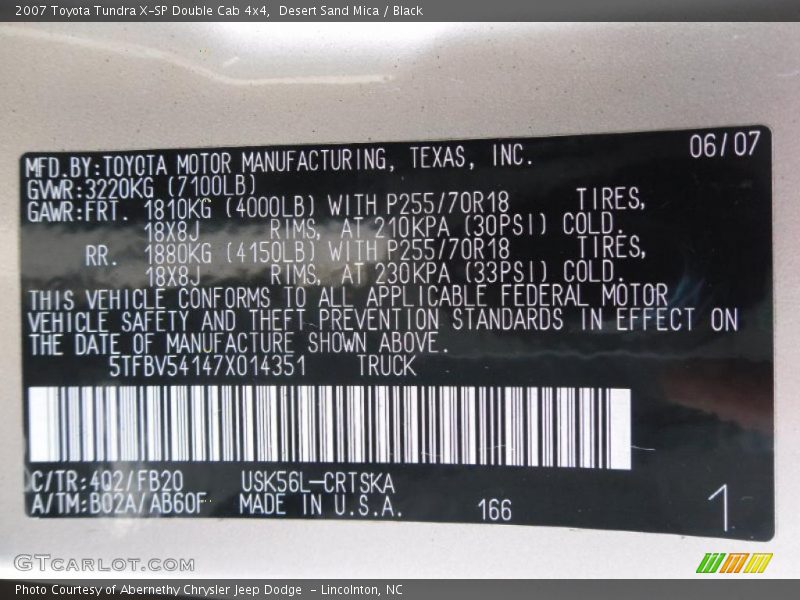 2007 Toyota Tundra X-SP Double Cab 4x4,  Desert Sand Mica / Black
06/07
MFD.BY:TOYOTA MOTOR MANUFACTURING, TEXAS, INC.
GVWR:3220KG (7100LB)
GAWR:FRT. 1810KG (4000LB) WITH P255/70R18 TIRES,
18X8J RIMS, AT 210KPA (30PSI) COLD.
RR. 1880KG (4150LB) WITH P255/70R18 TIRES,
18X8J RIMS, AT 230KPA (33PSI) COLD.
THIS VEHICLE CONFORMS TO ALL APPLICABLE FEDERAL MOTOR
VEHICLE SAFETY AND THEFT PREVENTION STANDARDS IN EFFECT ON
THE DATE OF MANUFACTURE SHOWN ABOVE.
5TFBV54147X014351 TRUCK
C/TR:4Q2/FB20 USK56L-CRTSKA
A/TM:B02A/AB60F MADE IN U.S.A. 166 1
GTCARLOT.COM
Photo Courtesy of Abernethy Chrysler Jeep Dodge  - Lincolnton, NC